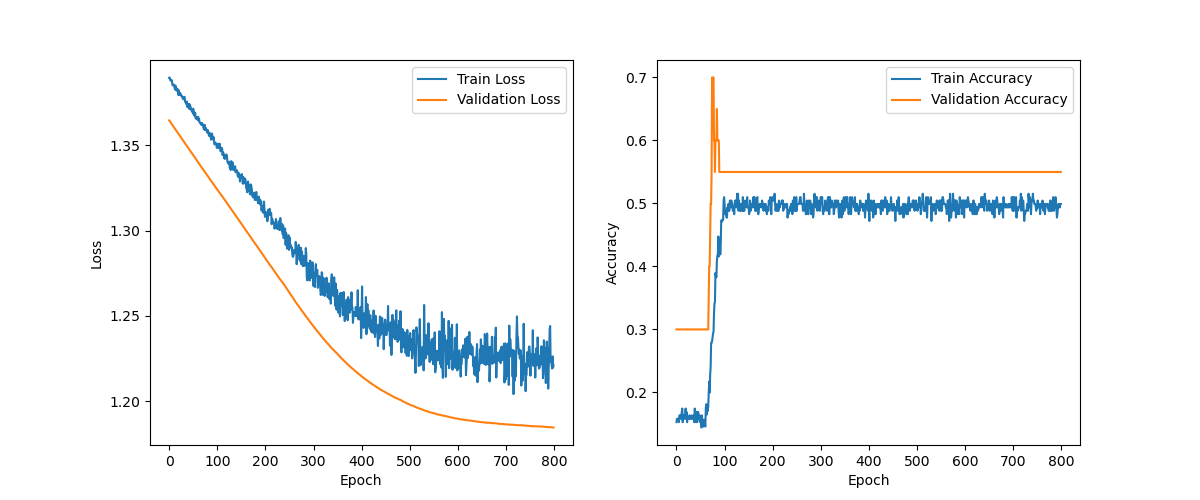 Train Loss
Validation Loss
1.35
1.30
1.25
1.20
Loss
0 100 200 300 400 500 600 700 800
Epoch
Train Accuracy
Validation Accuracy
0.7
0.6
0.5
0.4
0.3
0.2
Accuracy
0 100 200 300 400 500 600 700 800
Epoch